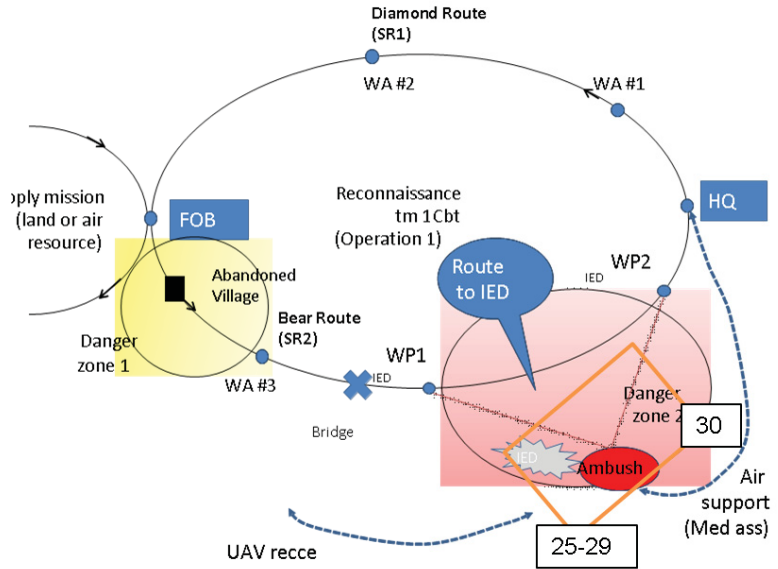 Diamond Route
(SR1)
WA #2
WA #1
ply mission
(land or air
resource)
FOB
Reconnaissance
tm 1Cbt
(Operation 1)
HQ
Abandoned
Village
Route
to IED
IED
WP2
Bear Route
(SR2)
Danger
zone 1
WA #3
IED
WP1
Bridge
Danger
zone 2
30
IED
Ambush
Air
support
(Med ass)
UAV recce
25-29